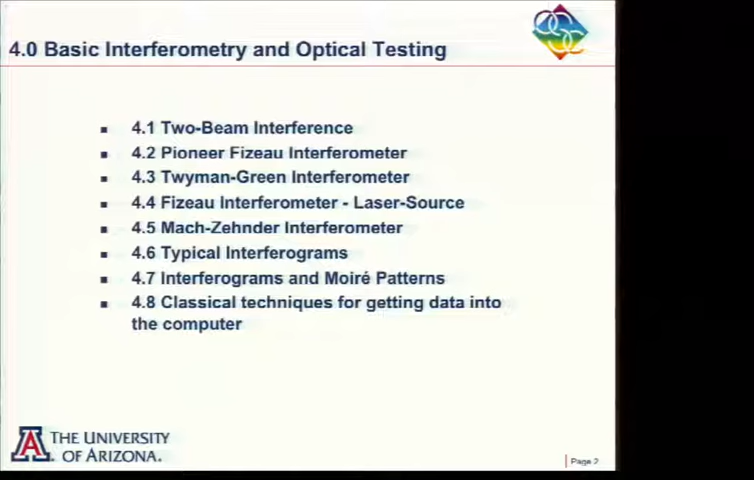 4.0 Basic Interferometry and Optical Testing
4.1 Two-Beam Interference
4.2 Pioneer Fizeau Interferometer
4.3 Twyman-Green Interferometer
4.4 Fizeau Interferometer - Laser-Source
4.5 Mach-Zehnder Interferometer
4.6 Typical Interferograms
4.7 Interferograms and Moiré Patterns
4.8 Classical techniques for getting data into
the computer
A THE UNIVERSITY
OF ARIZONA.
Page 2